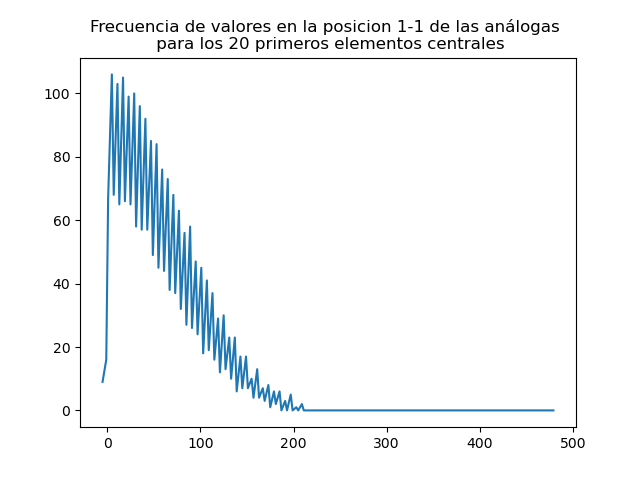 Frecuencia de valores en la posicion 1-1 de las análogas
para los 20 primeros elementos centrales
100
80
60
40
20
0
0 100 200 300 400 500